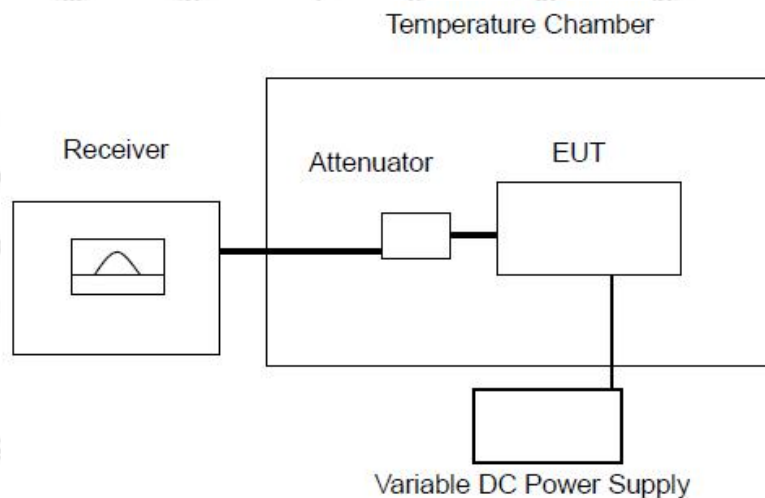 Temperature Chamber
Receiver
Attenuator
EUT
Variable DC Power Supply